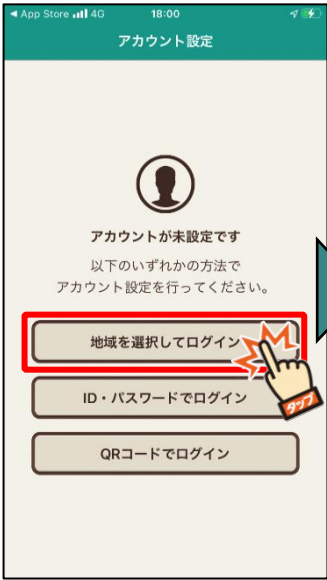 ◀ App Store 4G 18:00
アカウント設定
アカウントが未設定です
以下のいずれかの方法で
アカウント設定を行ってください。
地域を選択してログイン
タップ
ID・パスワードでログイン
QRコードでログイン